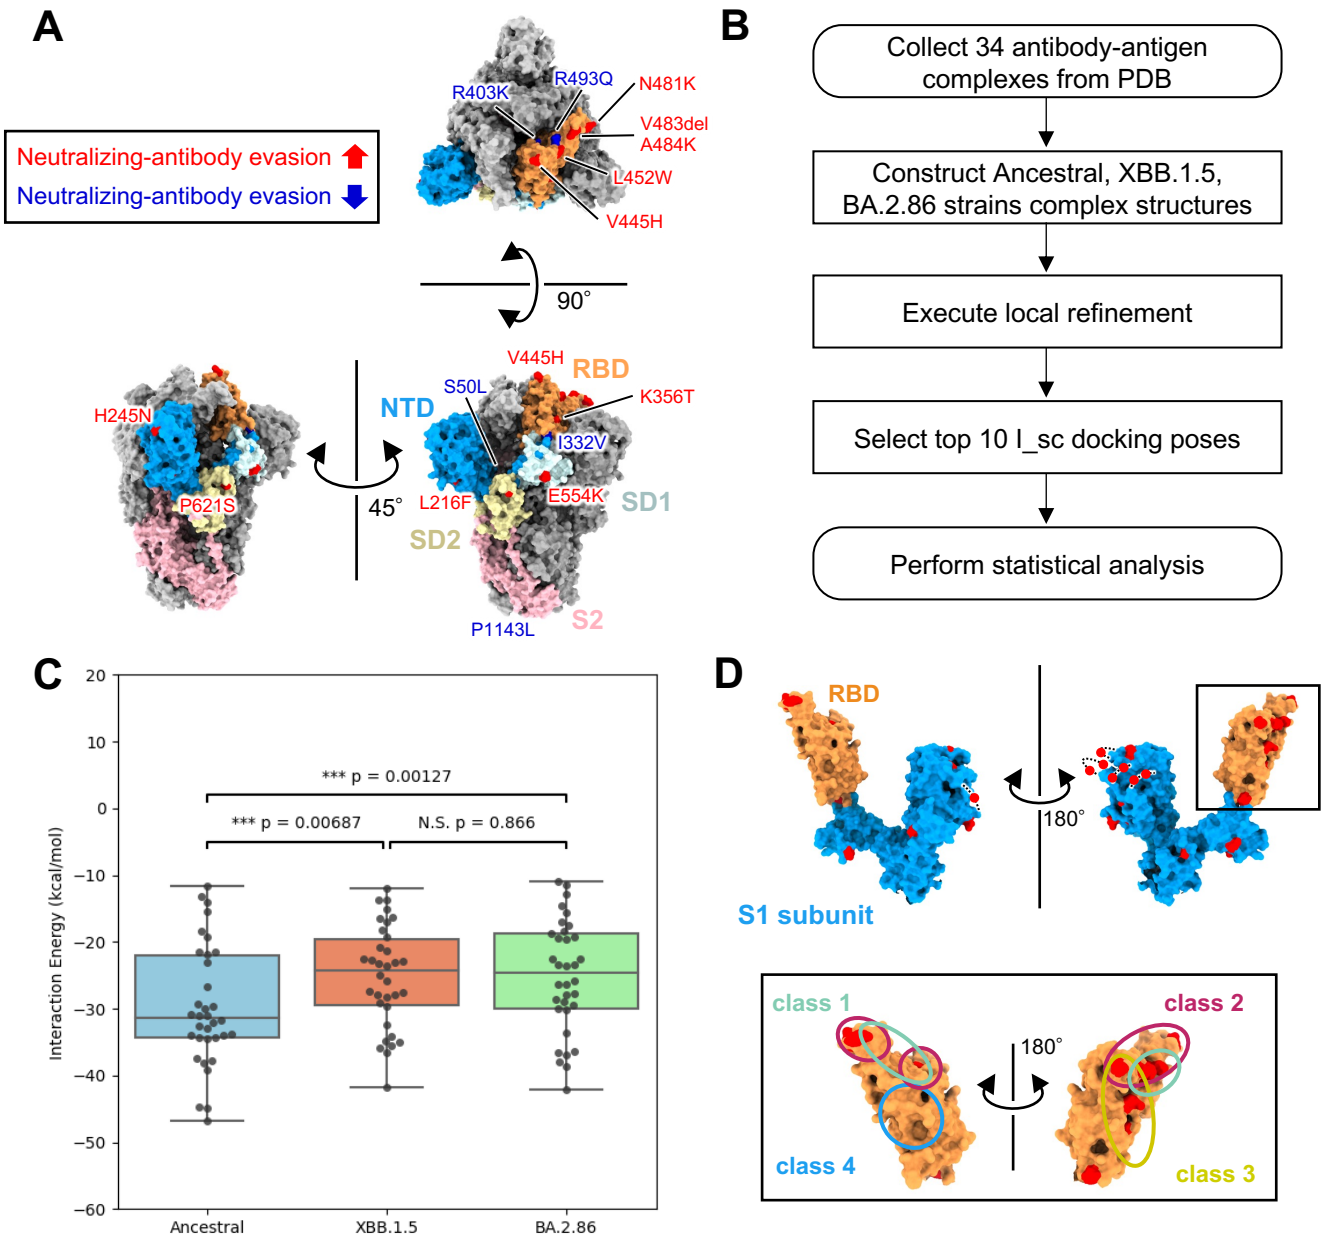 A
R403K
R493Q
N481K
V483del
A484K
L452W
V445H
Neutralizing-antibody evasion
Neutralizing-antibody evasion
90°
V445H
RBD
K356T
S50L
NTD
H245N
I332V
P621S
45°
L216F
E554K
SD1
SD2
S2
P1143L
B
Collect 34 antibody-antigen
complexes from PDB
Construct Ancestral, XBB.1.5,
BA.2.86 strains complex structures
Execute local refinement
Select top 10 I_sc docking poses
Perform statistical analysis
C
20
10
0
−10
−20
−30
−40
−50
−60
Interaction Energy (kcal/mol)
*** p = 0.00127
*** p = 0.00687
N.S. p = 0.866
Ancestral
XBB.1.5
BA.2.86
D
RBD
180°
S1 subunit
class 1
class 2
180°
class 4
class 3